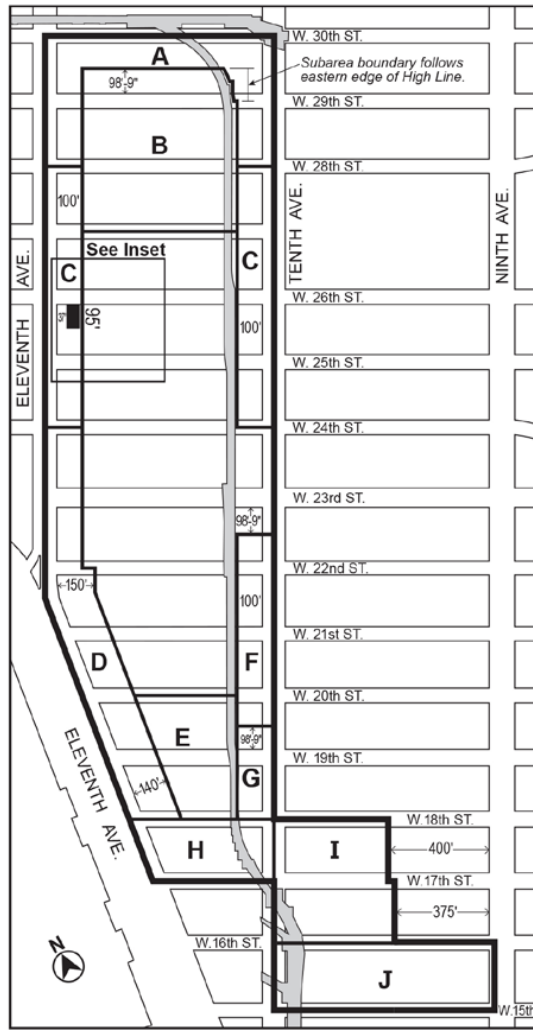 W. 30th ST.
A
Subarea boundary follows
eastern edge of High Line.
98'-9"
W. 29th ST.
B
W. 28th ST.
100'
TENTH AVE.
NINTH AVE.
See Inset
C
C
ELEVENTH AVE.
W. 26th ST.
95'
100'
W. 25th ST.
W. 24th ST.
W. 23rd ST.
98'-9"
W. 22nd ST.
150'
100'
W. 21st ST.
D
F
W. 20th ST.
E
98'-9"
W. 19th ST.
ELEVENTH AVE.
140'
G
W.18th ST.
H
I
400'
W.17th ST.
375'
W.16th ST.
N
J
W.15th